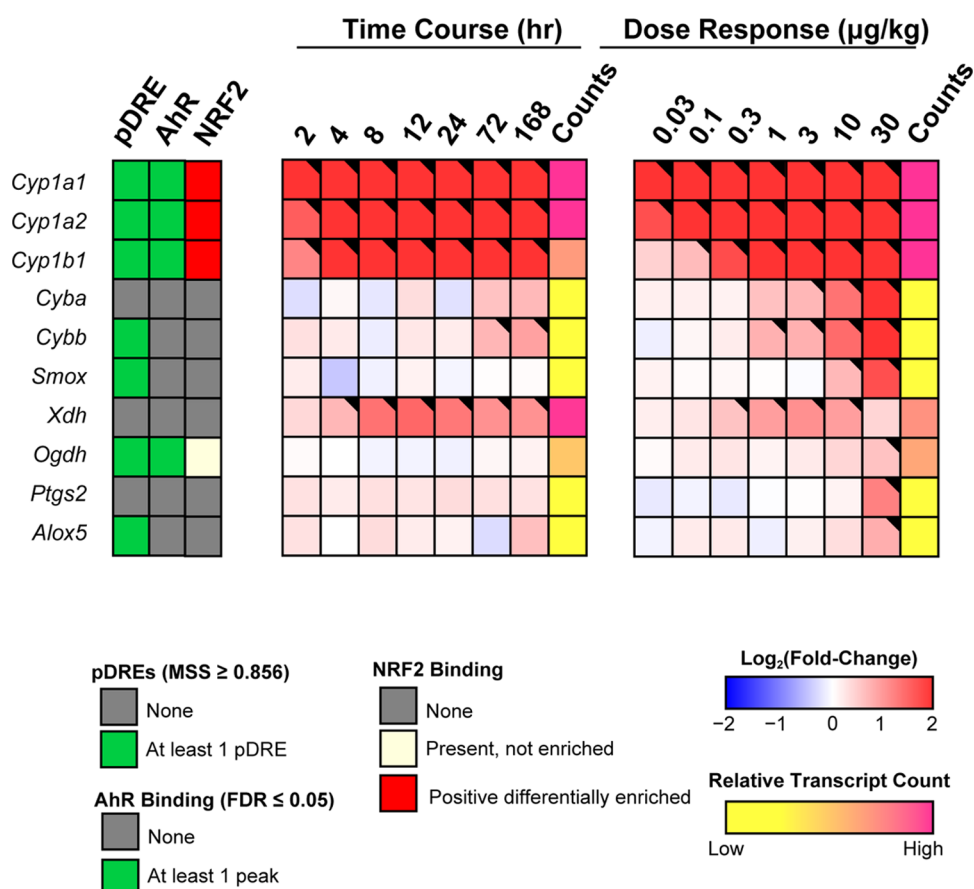 Time Course (hr) Dose Response (µg/kg)
pDRE AhR NRF2 2 4 8 12 24 72 168 Counts 0.03 0.1 0.3 1 3 10 30 Counts
Cyp1a1
Cyp1a2
Cyp1b1
Cyba
Cybb
Smox
Xdh
Ogdh
Ptgs2
Alox5
pDREs (MSS ≥ 0.856)
None
At least 1 pDRE
AhR Binding (FDR ≤ 0.05)
None
At least 1 peak
NRF2 Binding
None
Present, not enriched
Positive differentially enriched
Log₂(Fold-Change)
−2 −1 0 1 2
Relative Transcript Count
Low High